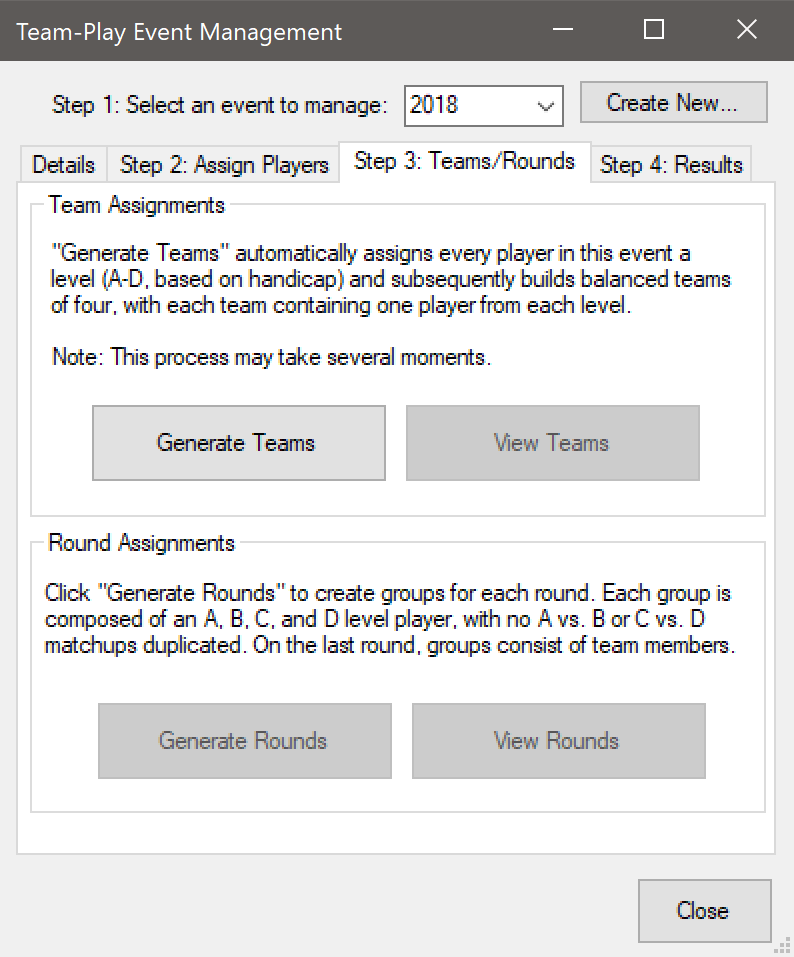 Team-Play Event Management
Step 1: Select an event to manage: 2018 Create New...
Details Step 2: Assign Players Step 3: Teams/Rounds Step 4: Results
Team Assignments
"Generate Teams" automatically assigns every player in this event a
level (A-D, based on handicap) and subsequently builds balanced teams
of four, with each team containing one player from each level.
Note: This process may take several moments.
Generate Teams View Teams
Round Assignments
Click "Generate Rounds" to create groups for each round. Each group is
composed of an A, B, C, and D level player, with no A vs. B or C vs. D
matchups duplicated. On the last round, groups consist of team members.
Generate Rounds View Rounds
Close